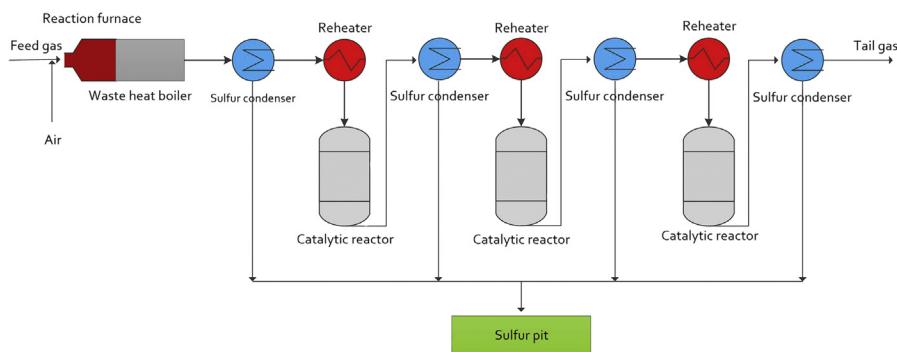 Reaction furnace
Reheater
Reheater
Reheater
Feed gas
Tail gas
Waste heat boiler
Sulfur condenser
Sulfur condenser
Sulfur condenser
Sulfur condenser
Air
Catalytic reactor
Catalytic reactor
Catalytic reactor
Sulfur pit